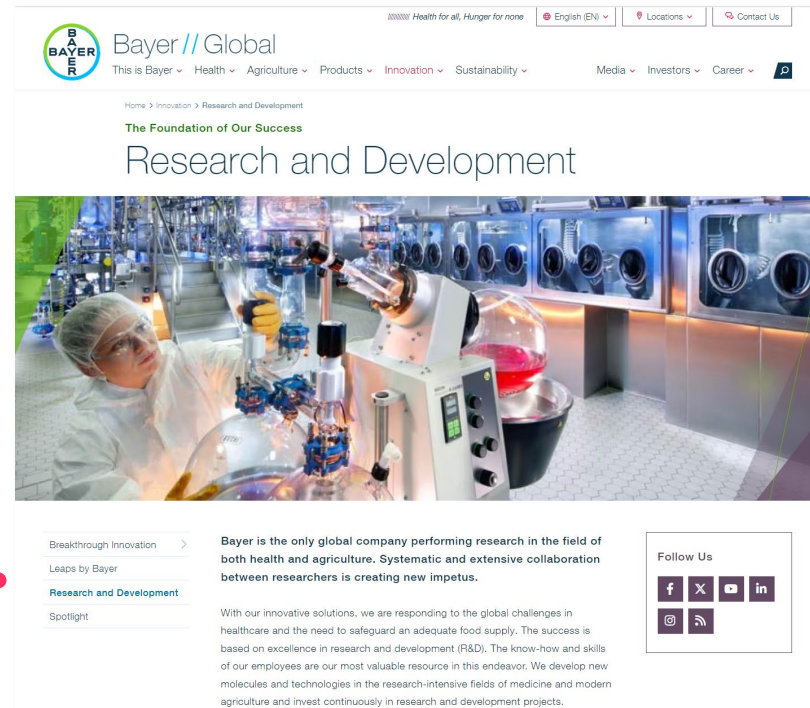 Health for all, Hunger for none
English (EN)
Locations
Contact Us
BAYER
BAYER
Bayer // Global
This is Bayer
Health
Agriculture
Products
Innovation
Sustainability
Media
Investors
Career
Home > Innovation > Research and Development
The Foundation of Our Success
Research and Development
Breakthrough Innovation
Leaps by Bayer
Research and Development
Spotlight
Bayer is the only global company performing research in the field of
both health and agriculture. Systematic and extensive collaboration
between researchers is creating new impetus.
With our innovative solutions, we are responding to the global challenges in
healthcare and the need to safeguard an adequate food supply. The success is
based on excellence in research and development (R&D). The know-how and skills
of our employees are our most valuable resource in this endeavor. We develop new
molecules and technologies in the research-intensive fields of medicine and modern
agriculture and invest continuously in research and development projects.
Follow Us